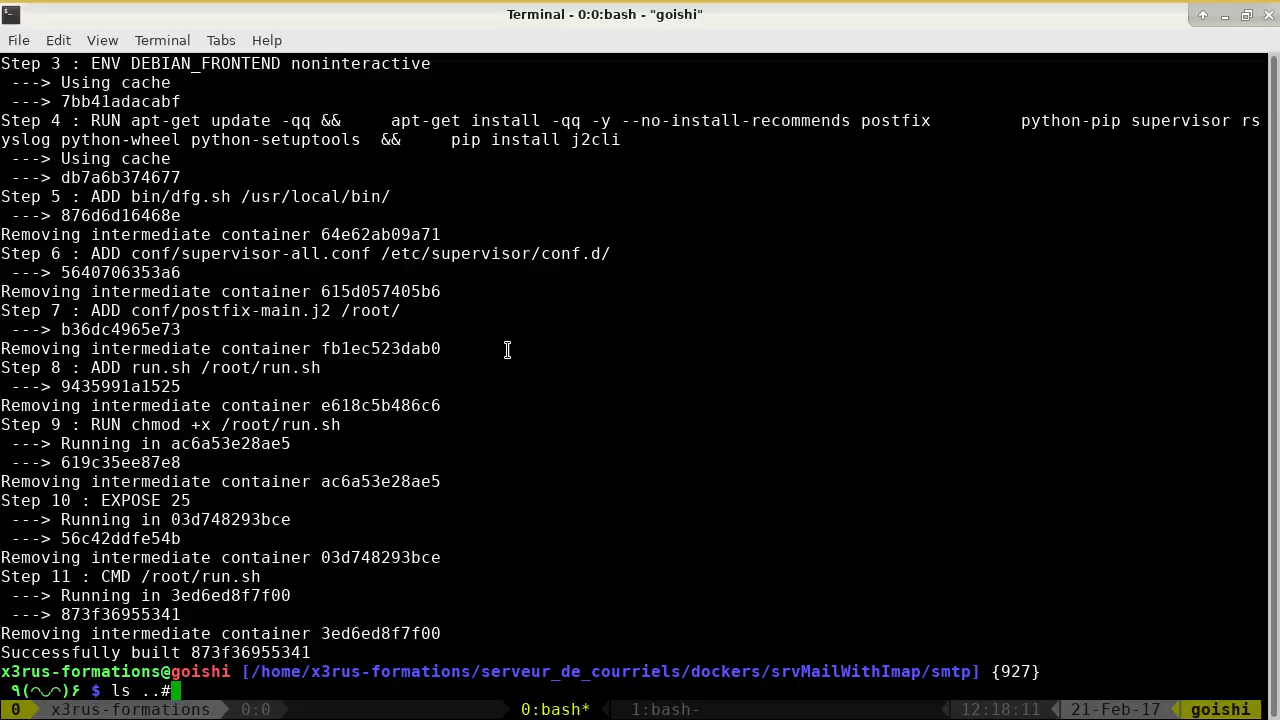 Terminal - 0:0:bash - "goishi"
File Edit View Terminal Tabs Help
Step 3 : ENV DEBIAN_FRONTEND noninteractive
 ---> Using cache
 ---> 7bb41adacabf
Step 4 : RUN apt-get update -qq &&     apt-get install -qq -y --no-install-recommends postfix         python-pip supervisor rs
yslog python-wheel python-setuptools  &&     pip install j2cli
 ---> Using cache
 ---> db7a6b374677
Step 5 : ADD bin/dfg.sh /usr/local/bin/
 ---> 876d6d16468e
Removing intermediate container 64e62ab09a71
Step 6 : ADD conf/supervisor-all.conf /etc/supervisor/conf.d/
 ---> 5640706353a6
Removing intermediate container 615d057405b6
Step 7 : ADD conf/postfix-main.j2 /root/
 ---> b36dc4965e73
Removing intermediate container fb1ec523dab0
Step 8 : ADD run.sh /root/run.sh
 ---> 9435991a1525
Removing intermediate container e618c5b486c6
Step 9 : RUN chmod +x /root/run.sh
 ---> Running in ac6a53e28ae5
 ---> 619c35ee87e8
Removing intermediate container ac6a53e28ae5
Step 10 : EXPOSE 25
 ---> Running in 03d748293bce
 ---> 56c42ddfe54b
Removing intermediate container 03d748293bce
Step 11 : CMD /root/run.sh
 ---> Running in 3ed6ed8f7f00
 ---> 873f36955341
Removing intermediate container 3ed6ed8f7f00
Successfully built 873f36955341
x3rus-formations@goishi [/home/x3rus-formations/serveur_de_courriels/dockers/srvMailWithImap/smtp] {927}
 ٩(◠◡◠)۶ $ ls ..#
0 x3rus-formations 0:0 0:bash* 1:bash- 12:18:11 21-Feb-17 goishi